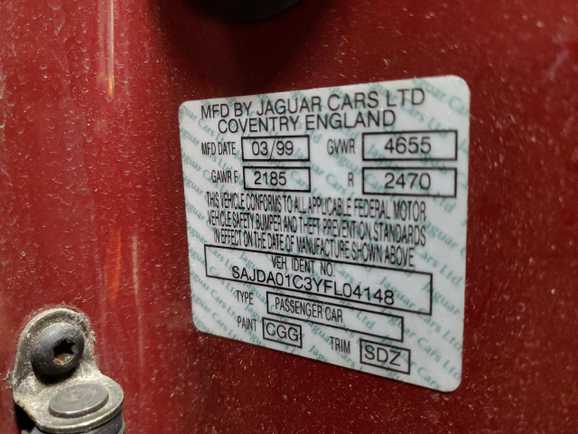 MFD BY JAGUAR CARS LTD
COVENTRY ENGLAND
MFD DATE 03/99 GVWR 4655
GAWR F 2185 R 2470
THIS VEHICLE CONFORMS TO ALL APPLICABLE FEDERAL MOTOR
VEHICLE SAFETY BUMPER AND THEFT PREVENTION STANDARDS
IN EFFECT ON THE DATE OF MANUFACTURE SHOWN ABOVE
VEH. IDENT NO.
SAJDA01C3YFL04148
TYPE PASSENGER CAR
PAINT CGG TRIM SDZ